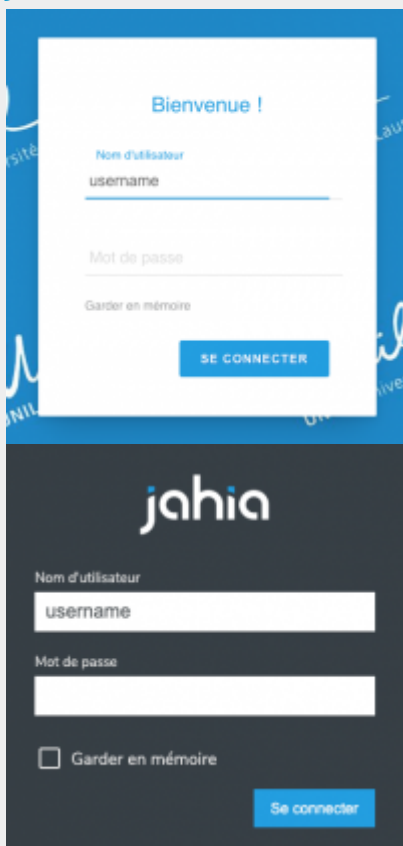 Bienvenue !
Nom d'utilisateur
username
Mot de passe
Garder en mémoire
SE CONNECTER
jahia
Nom d'utilisateur
username
Mot de passe
Garder en mémoire
Se connecter